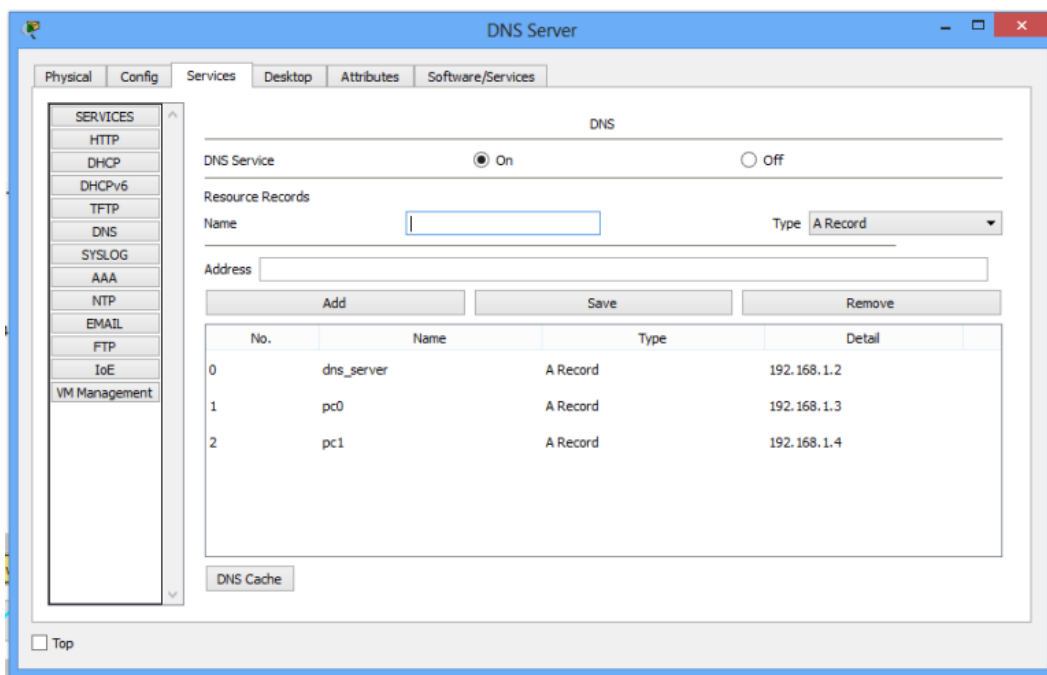 DNS Server
Physical Config Services Desktop Attributes Software/Services
SERVICES
HTTP
DHCP
DHCPv6
TFTP
DNS
SYSLOG
AAA
NTP
EMAIL
FTP
IoE
VM Management
DNS
DNS Service On Off
Resource Records
Name Type A Record
Address
Add Save Remove
No. Name Type Detail
0 dns_server A Record 192.168.1.2
1 pc0 A Record 192.168.1.3
2 pc1 A Record 192.168.1.4
DNS Cache
Top